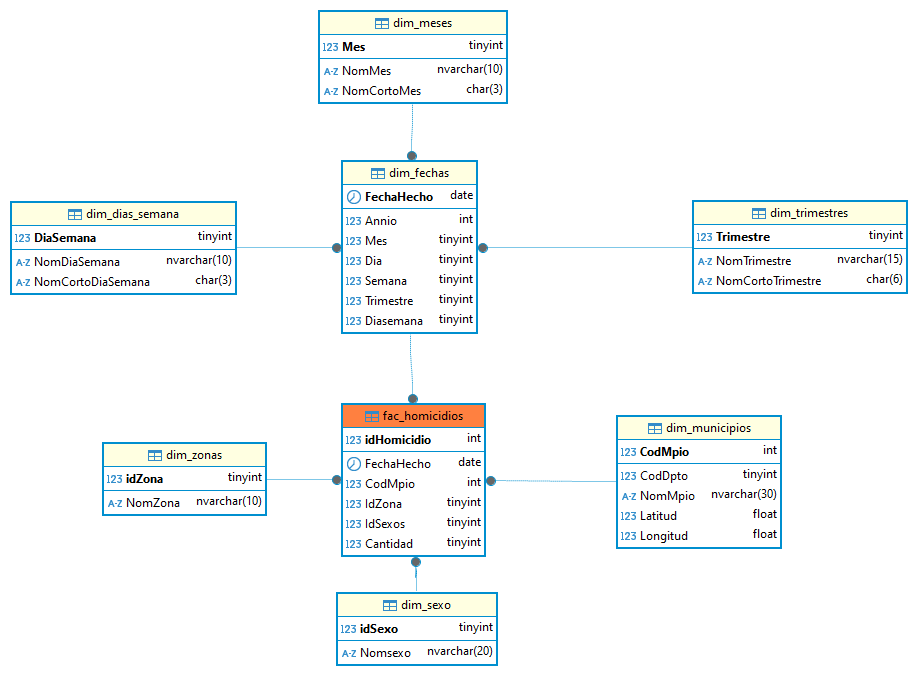 dim_meses
123 Mes tinyint
A-Z NomMes nvarchar(10)
A-Z NomCortoMes char(3)
dim_fechas
FechaHecho date
123 Annio int
123 Mes tinyint
123 Dia tinyint
123 Semana tinyint
123 Trimestre tinyint
123 Diasemana tinyint
dim_dias_semana
123 DiaSemana tinyint
A-Z NomDiaSemana nvarchar(10)
A-Z NomCortoDiaSemana char(3)
dim_trimestres
123 Trimestre tinyint
A-Z NomTrimestre nvarchar(15)
A-Z NomCortoTrimestre char(6)
fac_homicidios
123 idHomicidio int
FechaHecho date
123 CodMpio int
123 IdZona tinyint
123 IdSexos tinyint
123 Cantidad tinyint
dim_zonas
123 idZona tinyint
A-Z NomZona nvarchar(10)
dim_municipios
123 CodMpio int
123 CodDpto tinyint
A-Z NomMpio nvarchar(30)
123 Latitud float
123 Longitud float
dim_sexo
123 idSexo tinyint
A-Z Nomsexo nvarchar(20)